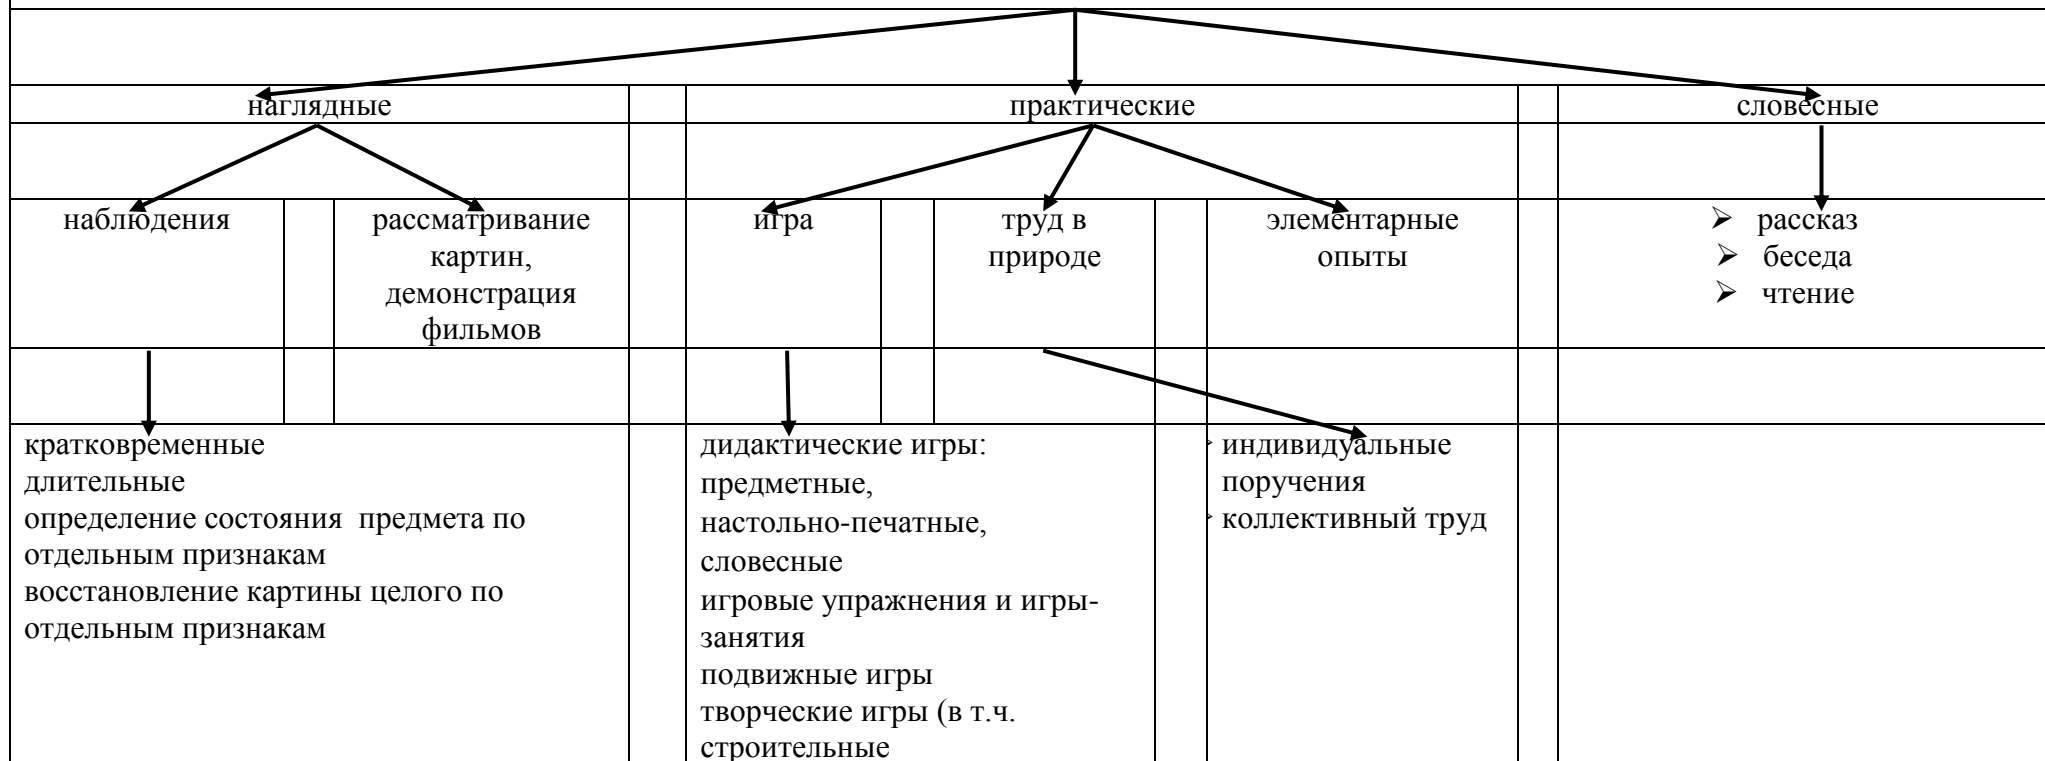 наглядные
практические
словесные
наблюдения
рассматривание
картин,
демонстрация
фильмов
игра
труд в
природе
элементарные
опыты
➢ рассказ
➢ беседа
➢ чтение
кратковременные
длительные
определение состояния предмета по
отдельным признакам
восстановление картины целого по
отдельным признакам
дидактические игры:
предметные,
настольно-печатные,
словесные
игровые упражнения и игры-
занятия
подвижные игры
творческие игры (в т.ч.
строительные
индивидуальные
поручения
коллективный труд